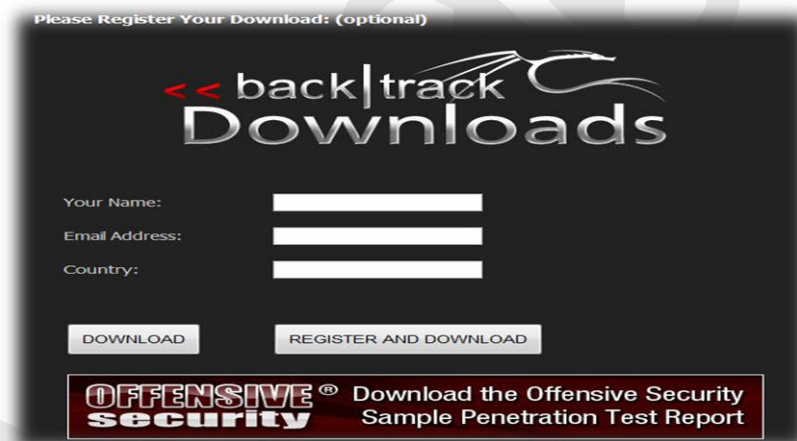 Please Register Your Download: (optional)
<< back|track
Downloads
Your Name:
Email Address:
Country:
DOWNLOAD
REGISTER AND DOWNLOAD
OFFENSIVE®
security
Download the Offensive Security
Sample Penetration Test Report